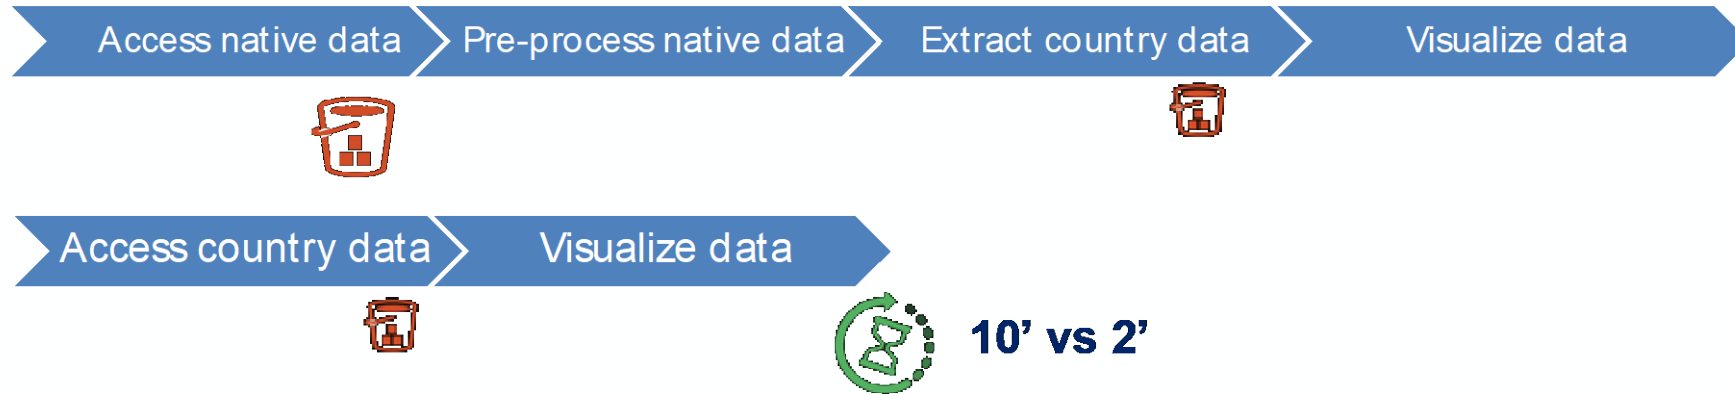 Access native data
Pre-process native data
Extract country data
Visualize data
Access country data
Visualize data
10’ vs 2’